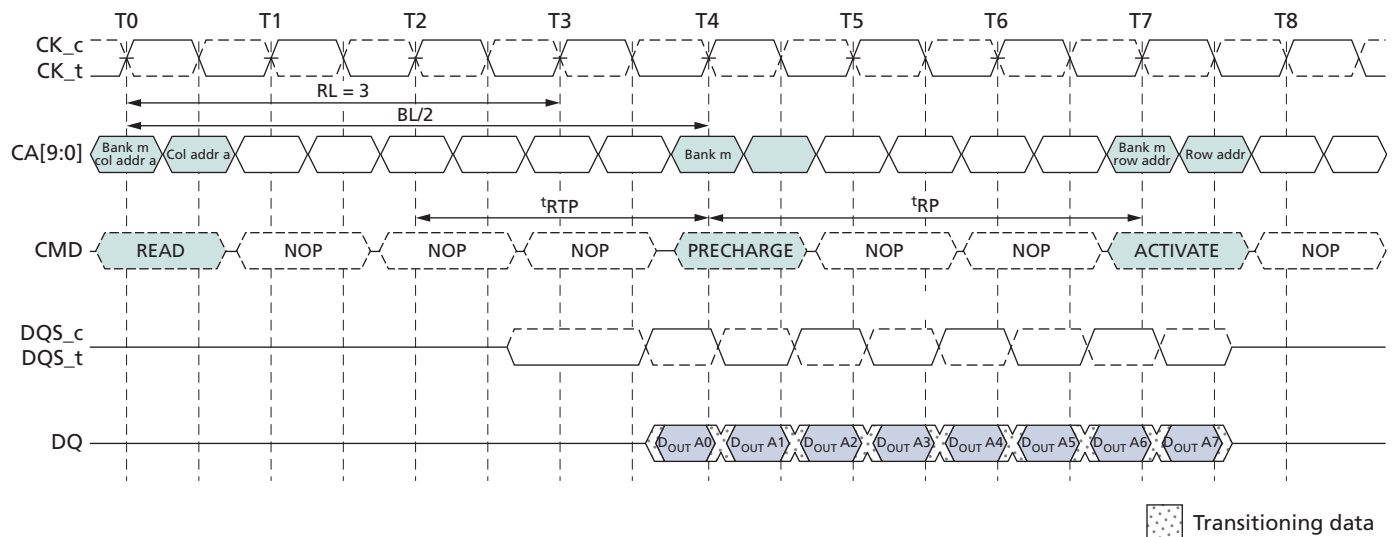 T0 T1 T2 T3 T4 T5 T6 T7 T8
CK_c
CK_t
RL = 3
BL/2
CA[9:0] Bank m col addr a Col addr a Bank m Bank m row addr Row addr
tRTP tRP
CMD READ NOP NOP NOP PRECHARGE NOP NOP ACTIVATE NOP
DQS_c
DQS_t
DQ DOUT A0 DOUT A1 DOUT A2 DOUT A3 DOUT A4 DOUT A5 DOUT A6 DOUT A7
Transitioning data